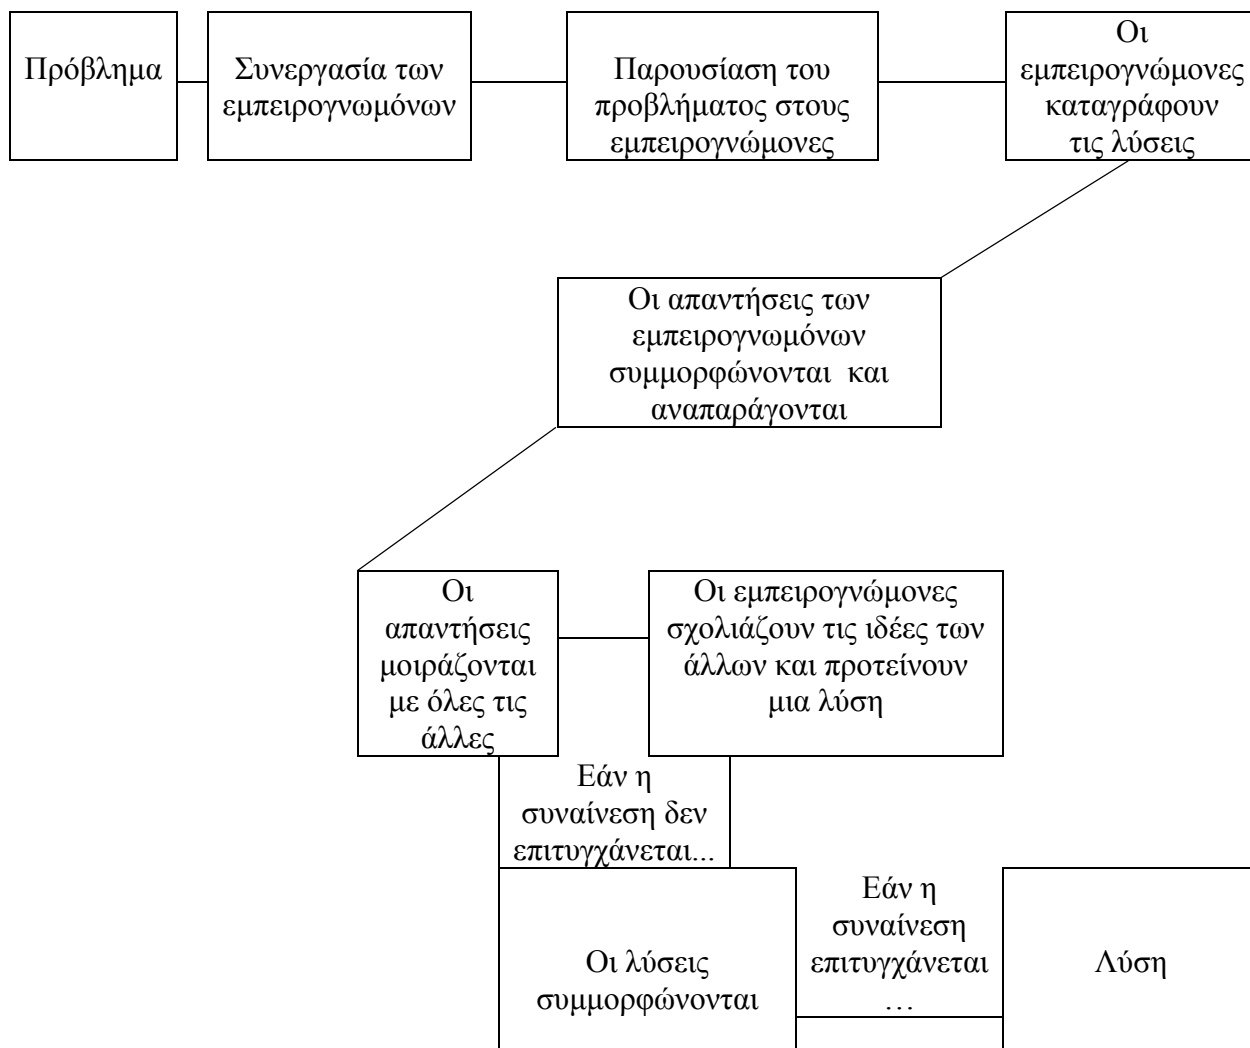 Πρόβλημα
Συνεργασία των
εμπειρογνωμόνων
Παρουσίαση του
προβλήματος στους
εμπειρογνώμονες
Οι
εμπειρογνώμονες
καταγράφουν
τις λύσεις
Οι απαντήσεις των
εμπειρογνωμόνων
συμμορφώνονται και
αναπαράγονται
Οι
απαντήσεις
μοιράζονται
με όλες τις
άλλες
Οι εμπειρογνώμονες
σχολιάζουν τις ιδέες των
άλλων και προτείνουν
μια λύση
Εάν η
συναίνεση δεν
επιτυγχάνεται...
Οι λύσεις
συμμορφώνονται
Εάν η
συναίνεση
επιτυγχάνεται
…
Λύση